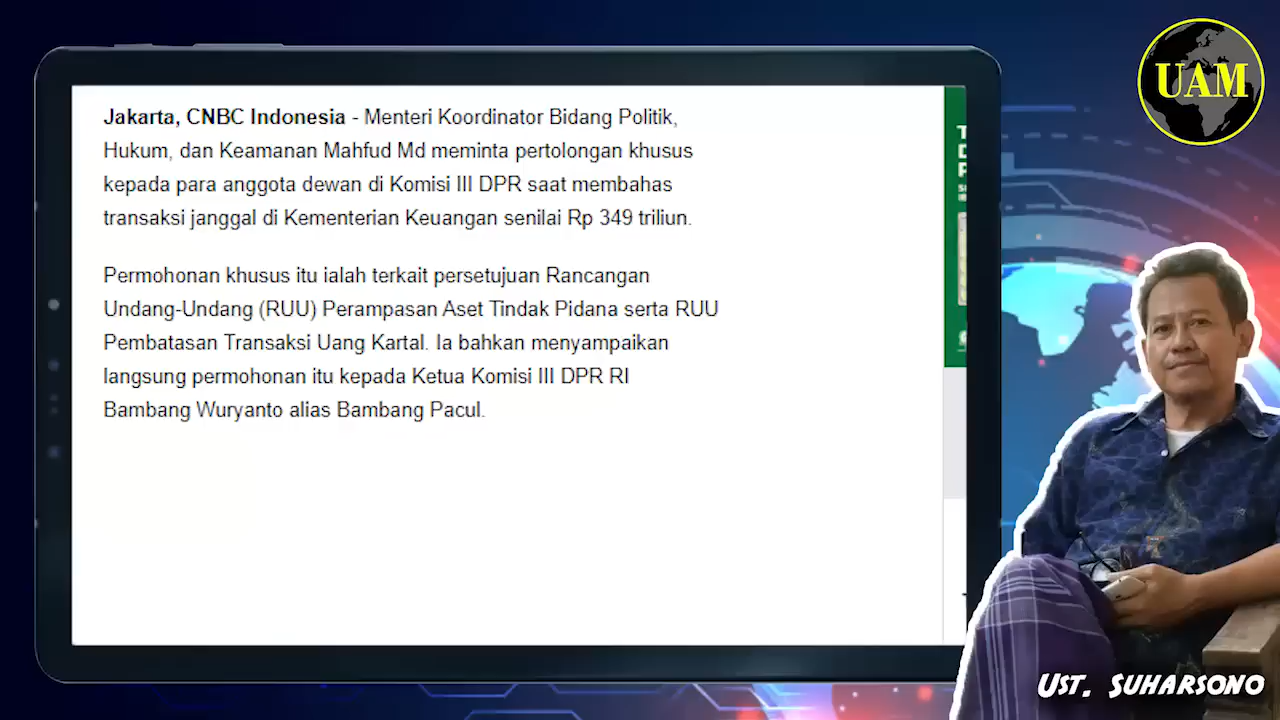 UAM
Jakarta, CNBC Indonesia - Menteri Koordinator Bidang Politik,
Hukum, dan Keamanan Mahfud Md meminta pertolongan khusus
kepada para anggota dewan di Komisi III DPR saat membahas
transaksi janggal di Kementerian Keuangan senilai Rp 349 triliun.
Permohonan khusus itu ialah terkait persetujuan Rancangan
Undang-Undang (RUU) Perampasan Aset Tindak Pidana serta RUU
Pembatasan Transaksi Uang Kartal. Ia bahkan menyampaikan
langsung permohonan itu kepada Ketua Komisi III DPR RI
Bambang Wuryanto alias Bambang Pacul.
UST. SUHARSONO